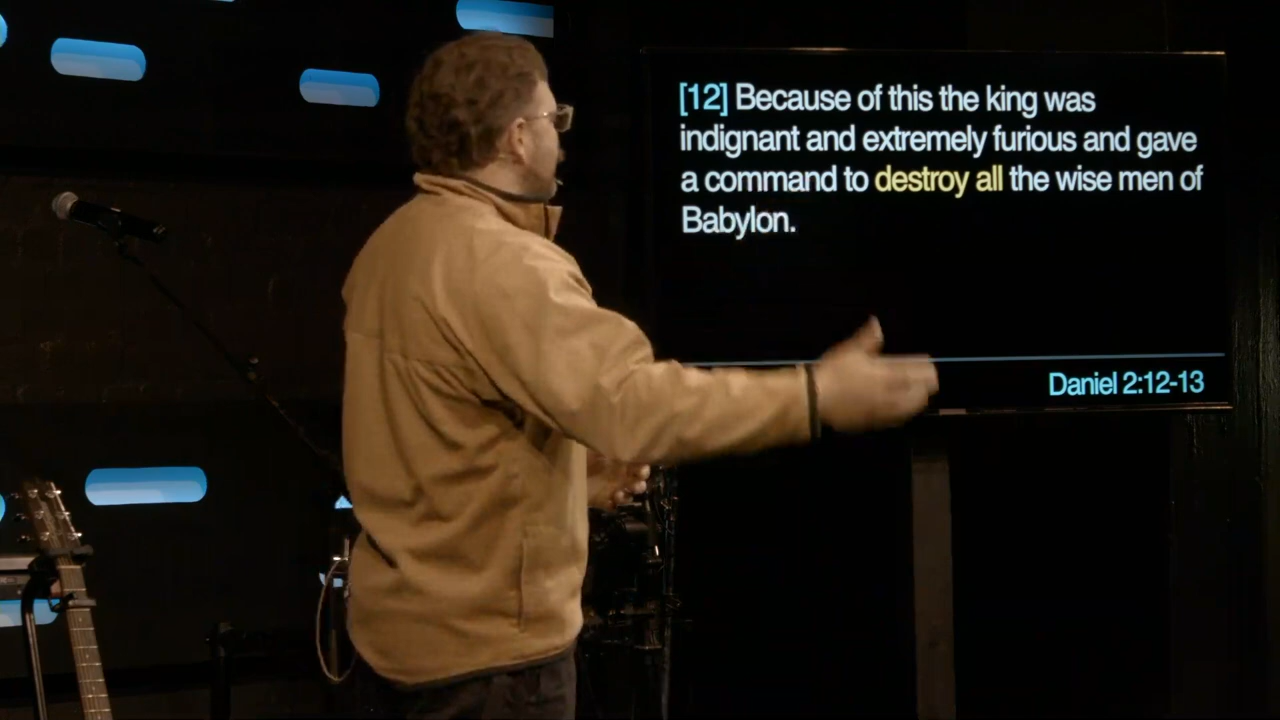 [12] Because of this the king was
indignant and extremely furious and gave
a command to destroy all the wise men of
Babylon.
Daniel 2:12-13